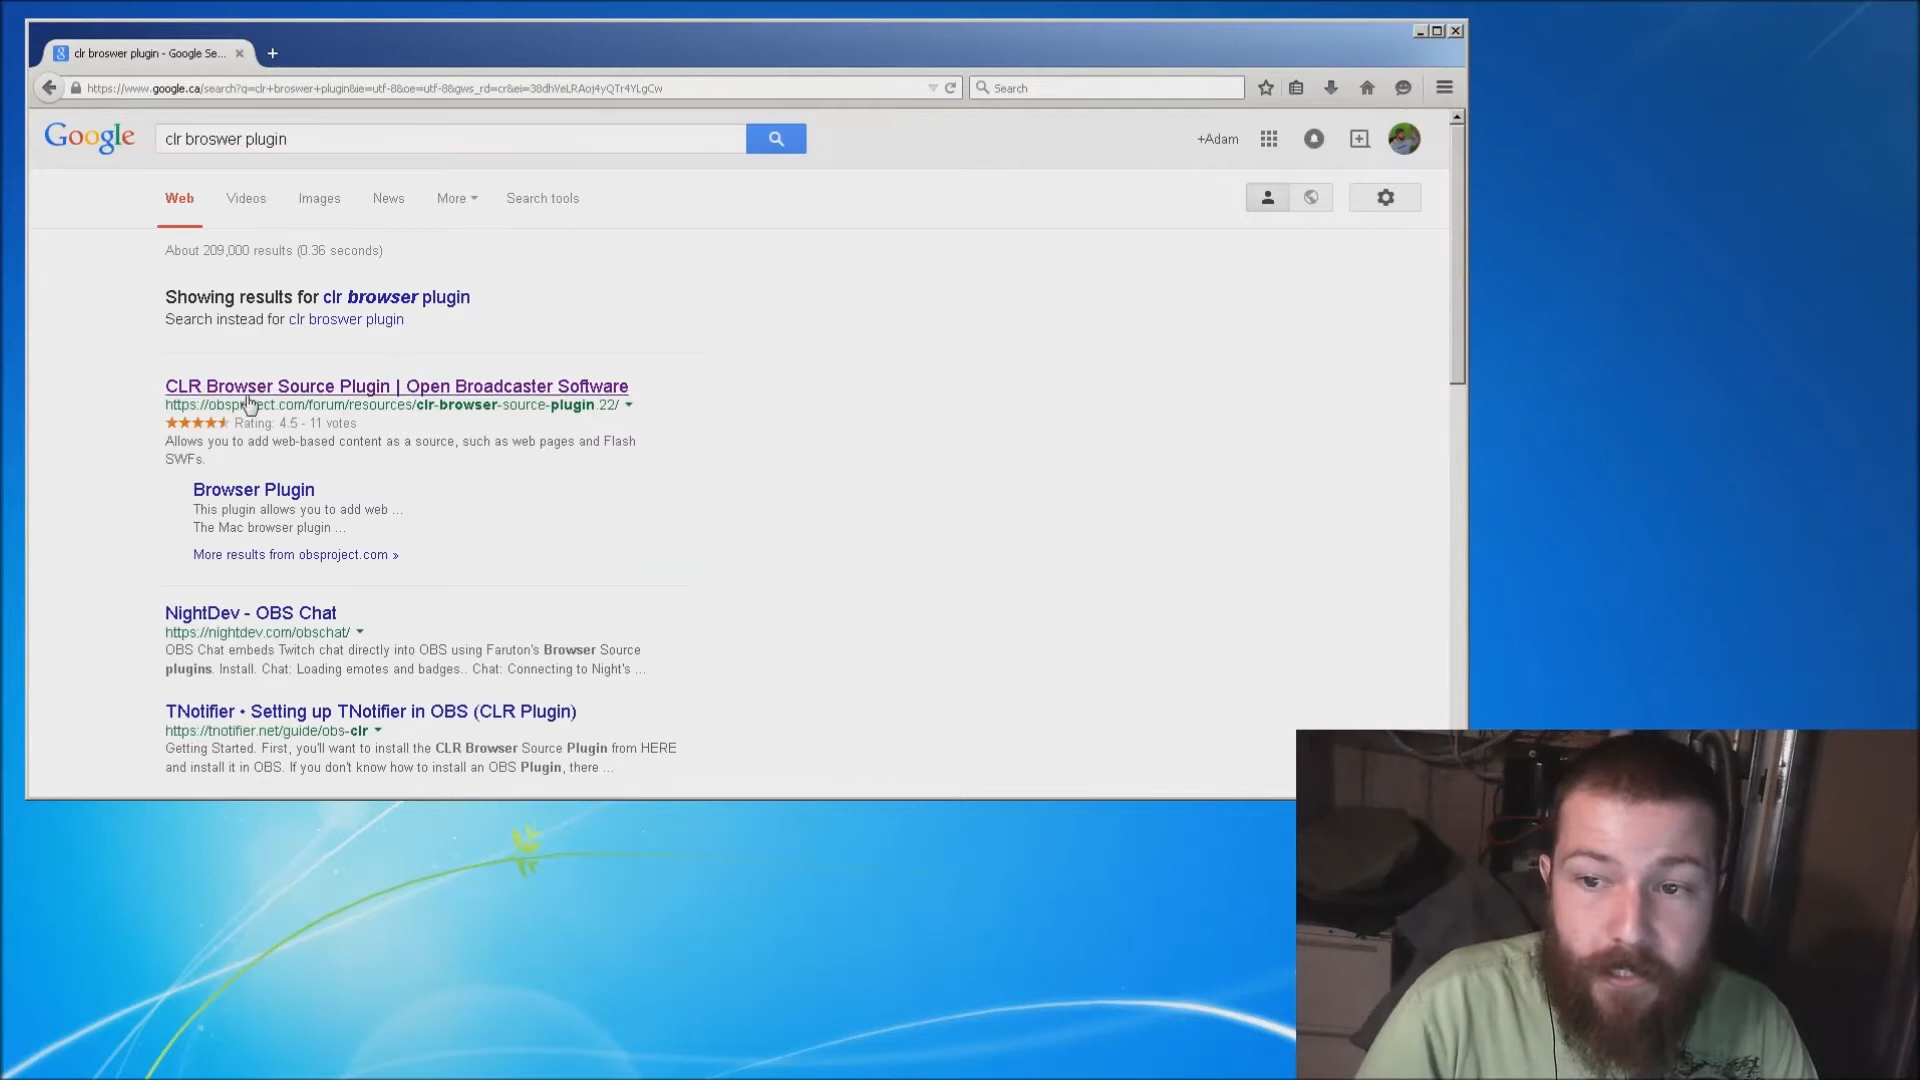 clr broswer plugin - Google Se...
https://www.google.ca/search?q=clr+broswer+plugin&ie=utf-8&oe=utf-8&gws_rd=cr&ei=38dhVeLRAoj4yQTr4YLgCw
Search
Google
clr broswer plugin
+Adam
Web
Videos
Images
News
More
Search tools
About 209,000 results (0.36 seconds)
Showing results for clr browser plugin
Search instead for clr broswer plugin
CLR Browser Source Plugin | Open Broadcaster Software
https://obsproject.com/forum/resources/clr-browser-source-plugin.22/
Rating: 4.5 - 11 votes
Allows you to add web-based content as a source, such as web pages and Flash
SWFs.
Browser Plugin
This plugin allows you to add web ...
The Mac browser plugin ...
More results from obsproject.com »
NightDev - OBS Chat
https://nightdev.com/obschat/
OBS Chat embeds Twitch chat directly into OBS using Faruton's Browser Source
plugins. Install. Chat: Loading emotes and badges.. Chat: Connecting to Night's ...
TNotifier • Setting up TNotifier in OBS (CLR Plugin)
https://tnotifier.net/guide/obs-clr
Getting Started. First, you'll want to install the CLR Browser Source Plugin from HERE
and install it in OBS. If you don't know how to install an OBS Plugin, there ...